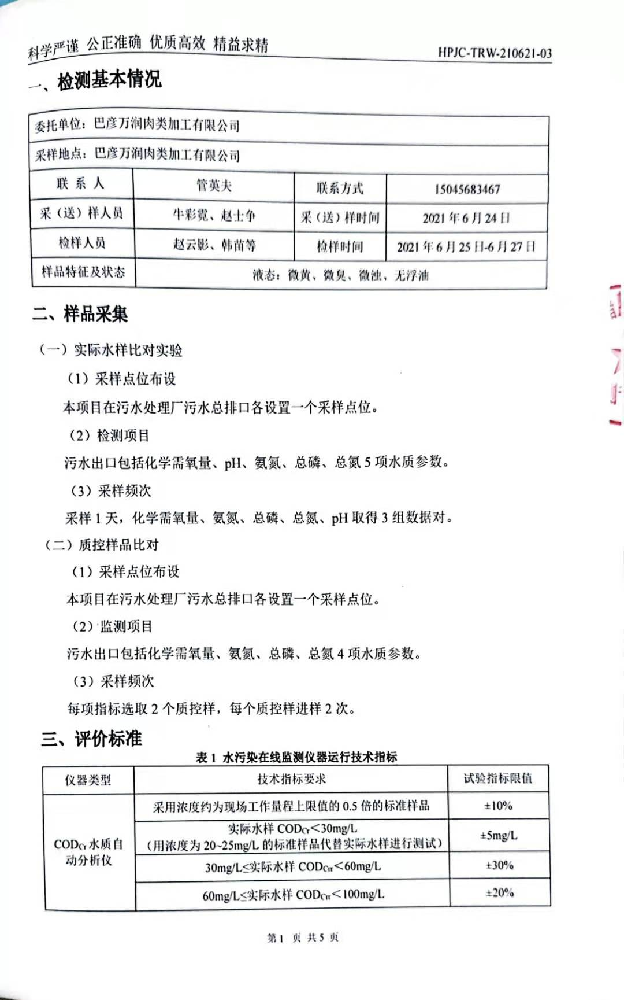 科学严谨 公正准确 优质高效 精益求精
HPJC-TRW-210621-03
一、检测基本情况
委托单位：巴彦万润肉类加工有限公司
采样地点：巴彦万润肉类加工有限公司
联 系 人 管英夫 联系方式 15045683467
采（送）样人员 牛彩霓、赵士争 采（送）样时间 2021 年 6 月 24 日
检样人员 赵云影、韩苗等 检样时间 2021 年 6 月 25 日-6 月 27 日
样品特征及状态 液态：微黄、微臭、微浊、无浮油
二、样品采集
（一）实际水样比对实验
（1）采样点位布设
本项目在污水处理厂污水总排口各设置一个采样点位。
（2）检测项目
污水出口包括化学需氧量、pH、氨氮、总磷、总氮 5 项水质参数。
（3）采样频次
采样 1 天，化学需氧量、氨氮、总磷、总氮、pH 取得 3 组数据对。
（二）质控样品比对
（1）采样点位布设
本项目在污水处理厂污水总排口各设置一个采样点位。
（2）监测项目
污水出口包括化学需氧量、氨氮、总磷、总氮 4 项水质参数。
（3）采样频次
每项指标选取 2 个质控样，每个质控样进样 2 次。
三、评价标准
表 1 水污染在线监测仪器运行技术指标
仪器类型 技术指标要求 试验指标限值
CODCr 水质自
动分析仪
采用浓度约为现场工作量程上限值的 0.5 倍的标准样品 ±10%
实际水样 CODCr＜30mg/L
（用浓度为 20~25mg/L 的标准样品代替实际水样进行测试） ±5mg/L
30mg/L≤实际水样 CODCrr＜60mg/L ±30%
60mg/L≤实际水样 CODCrr＜100mg/L ±20%
第 1 页 共 5 页